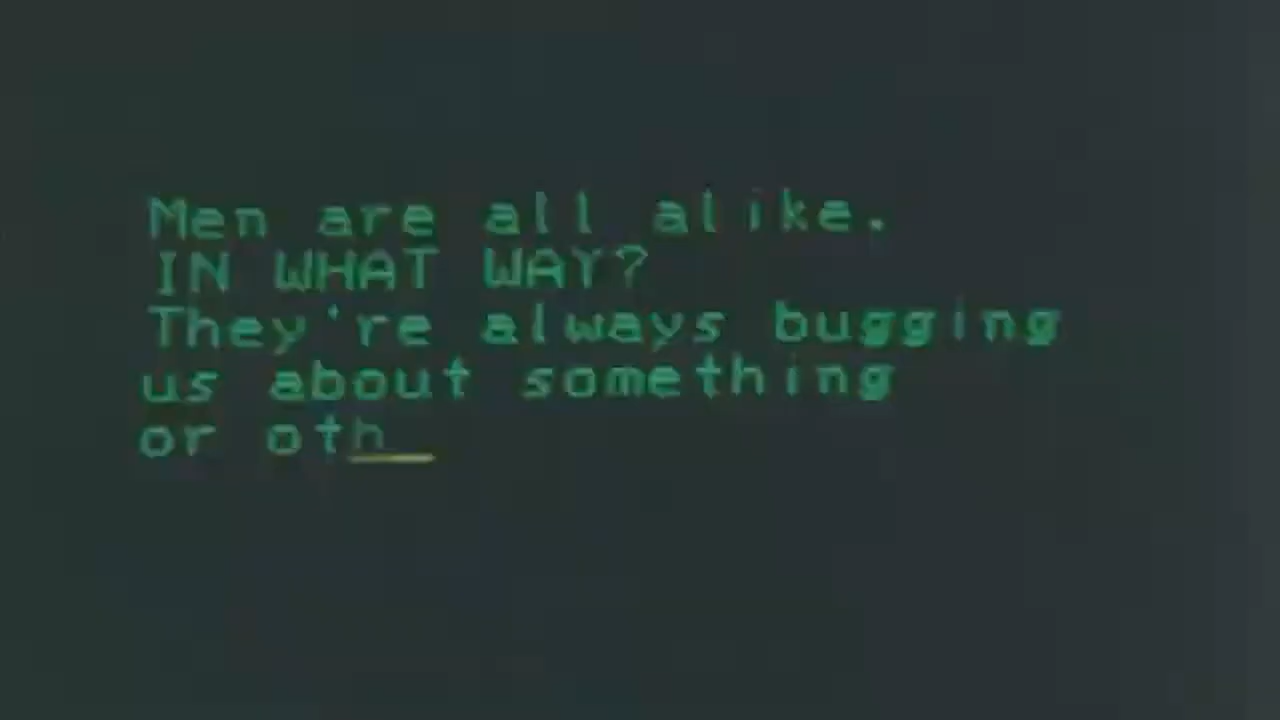 Men are all alike.
IN WHAT WAY?
They're always bugging
us about something
or oth